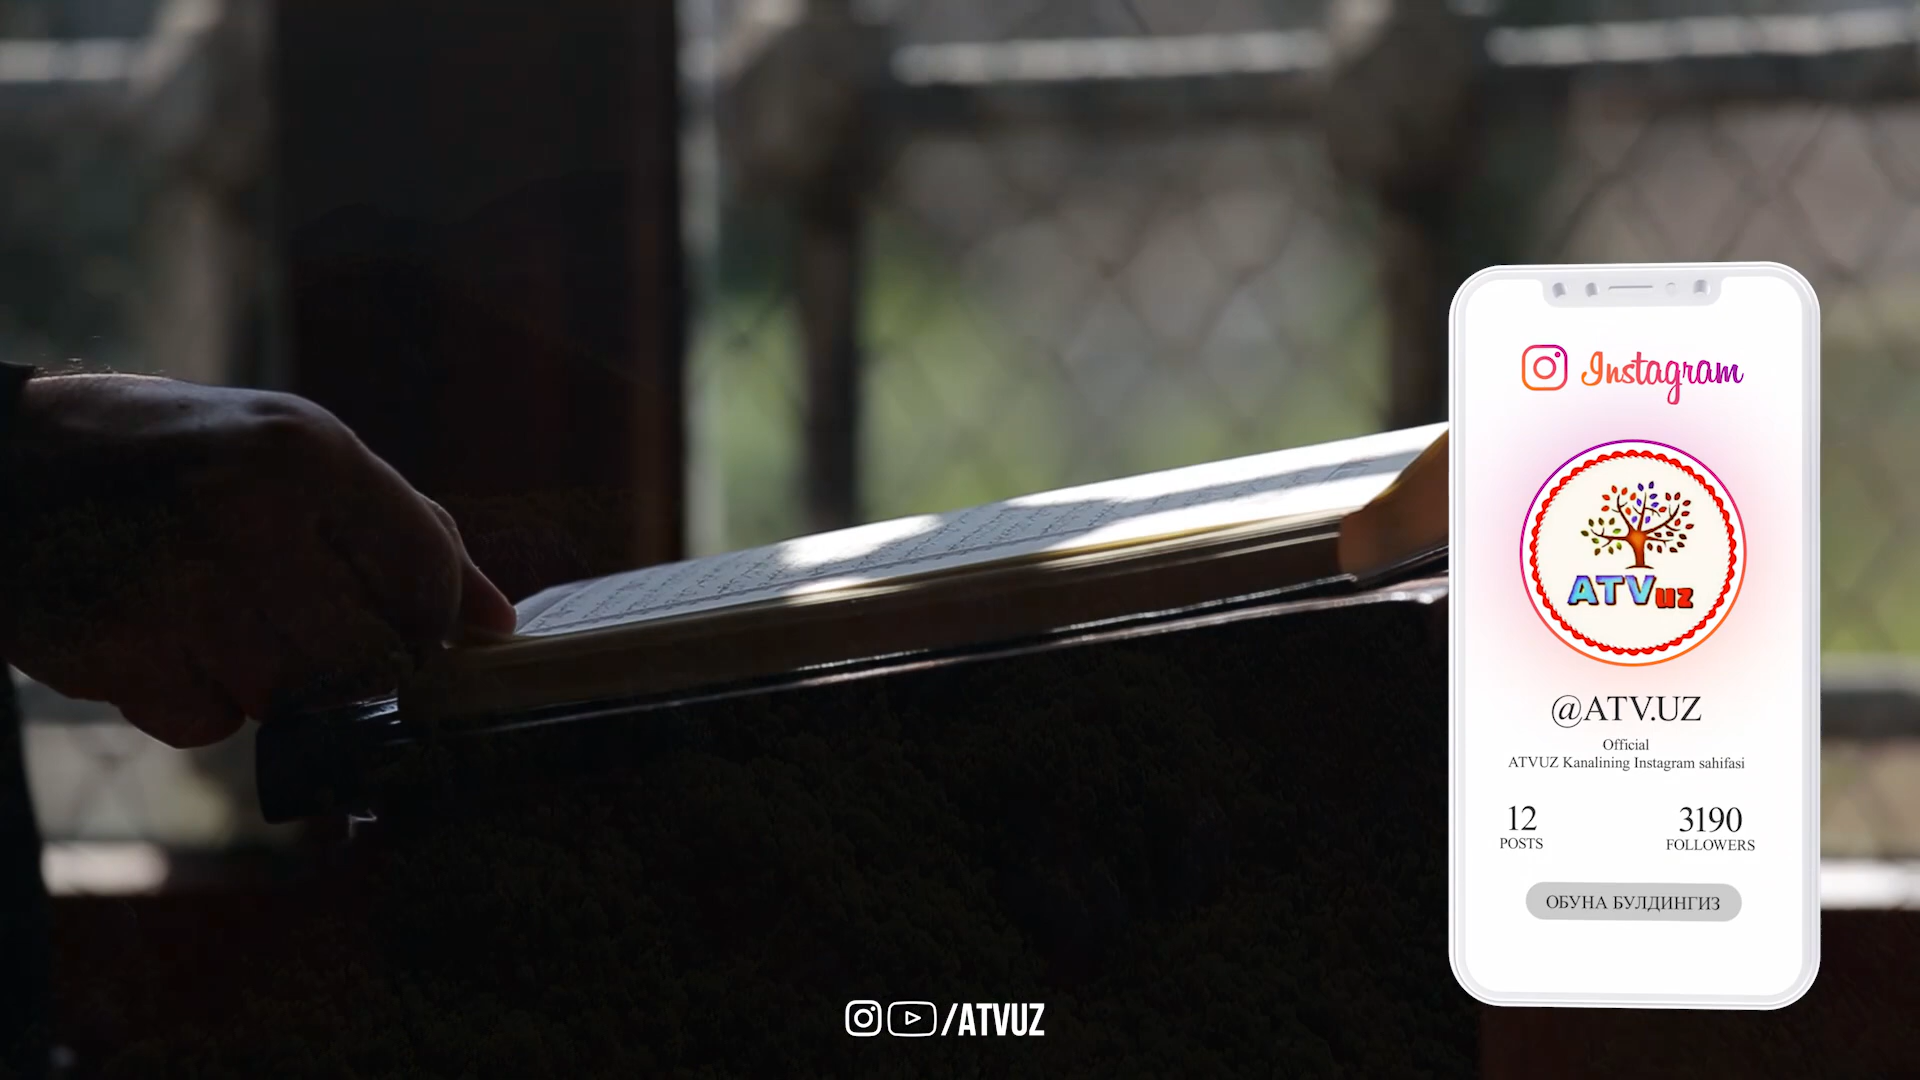 Instagram
ATVuz
@ATV.UZ
Official
ATVUZ Kanalining Instagram sahifasi
12
POSTS
3190
FOLLOWERS
ОБУНА БУЛДИНГИЗ
/ATVUZ